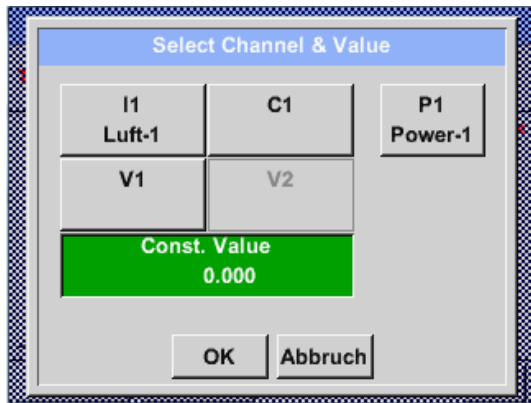 Select Channel & Value
I1
Luft-1
C1
P1
Power-1
V1
V2
Const. Value
0.000
OK
Abbruch